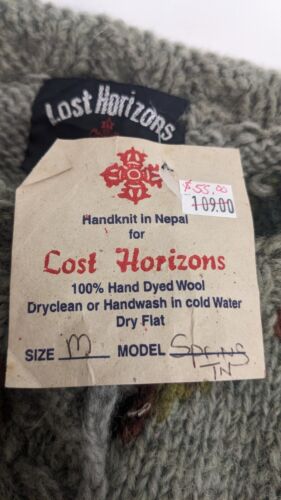 Lost Horizons
$55.00
109.00
Handknit in Nepal
for
Lost Horizons
100% Hand Dyed Wool
Dryclean or Handwash in cold Water
Dry Flat
SIZE M MODEL
TN